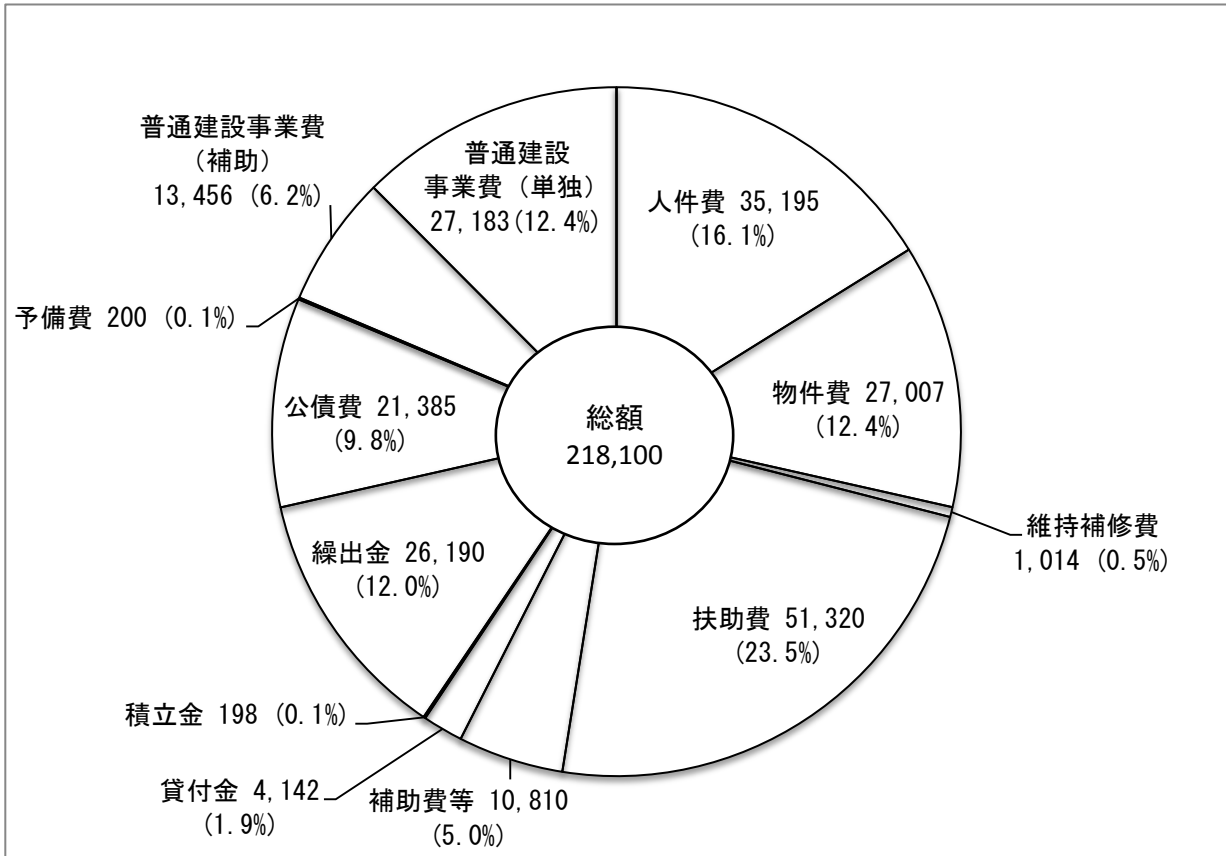 普通建設事業費
（補助）
13,456 (6.2%)
普通建設
事業費（単独）
27,183(12.4%)
人件費 35,195
(16.1%)
物件費 27,007
(12.4%)
維持補修費
1,014 (0.5%)
扶助費 51,320
(23.5%)
補助費等 10,810
(5.0%)
貸付金 4,142
(1.9%)
積立金 198 (0.1%)
繰出金 26,190
(12.0%)
公債費 21,385
(9.8%)
予備費 200 (0.1%)
総額
218,100